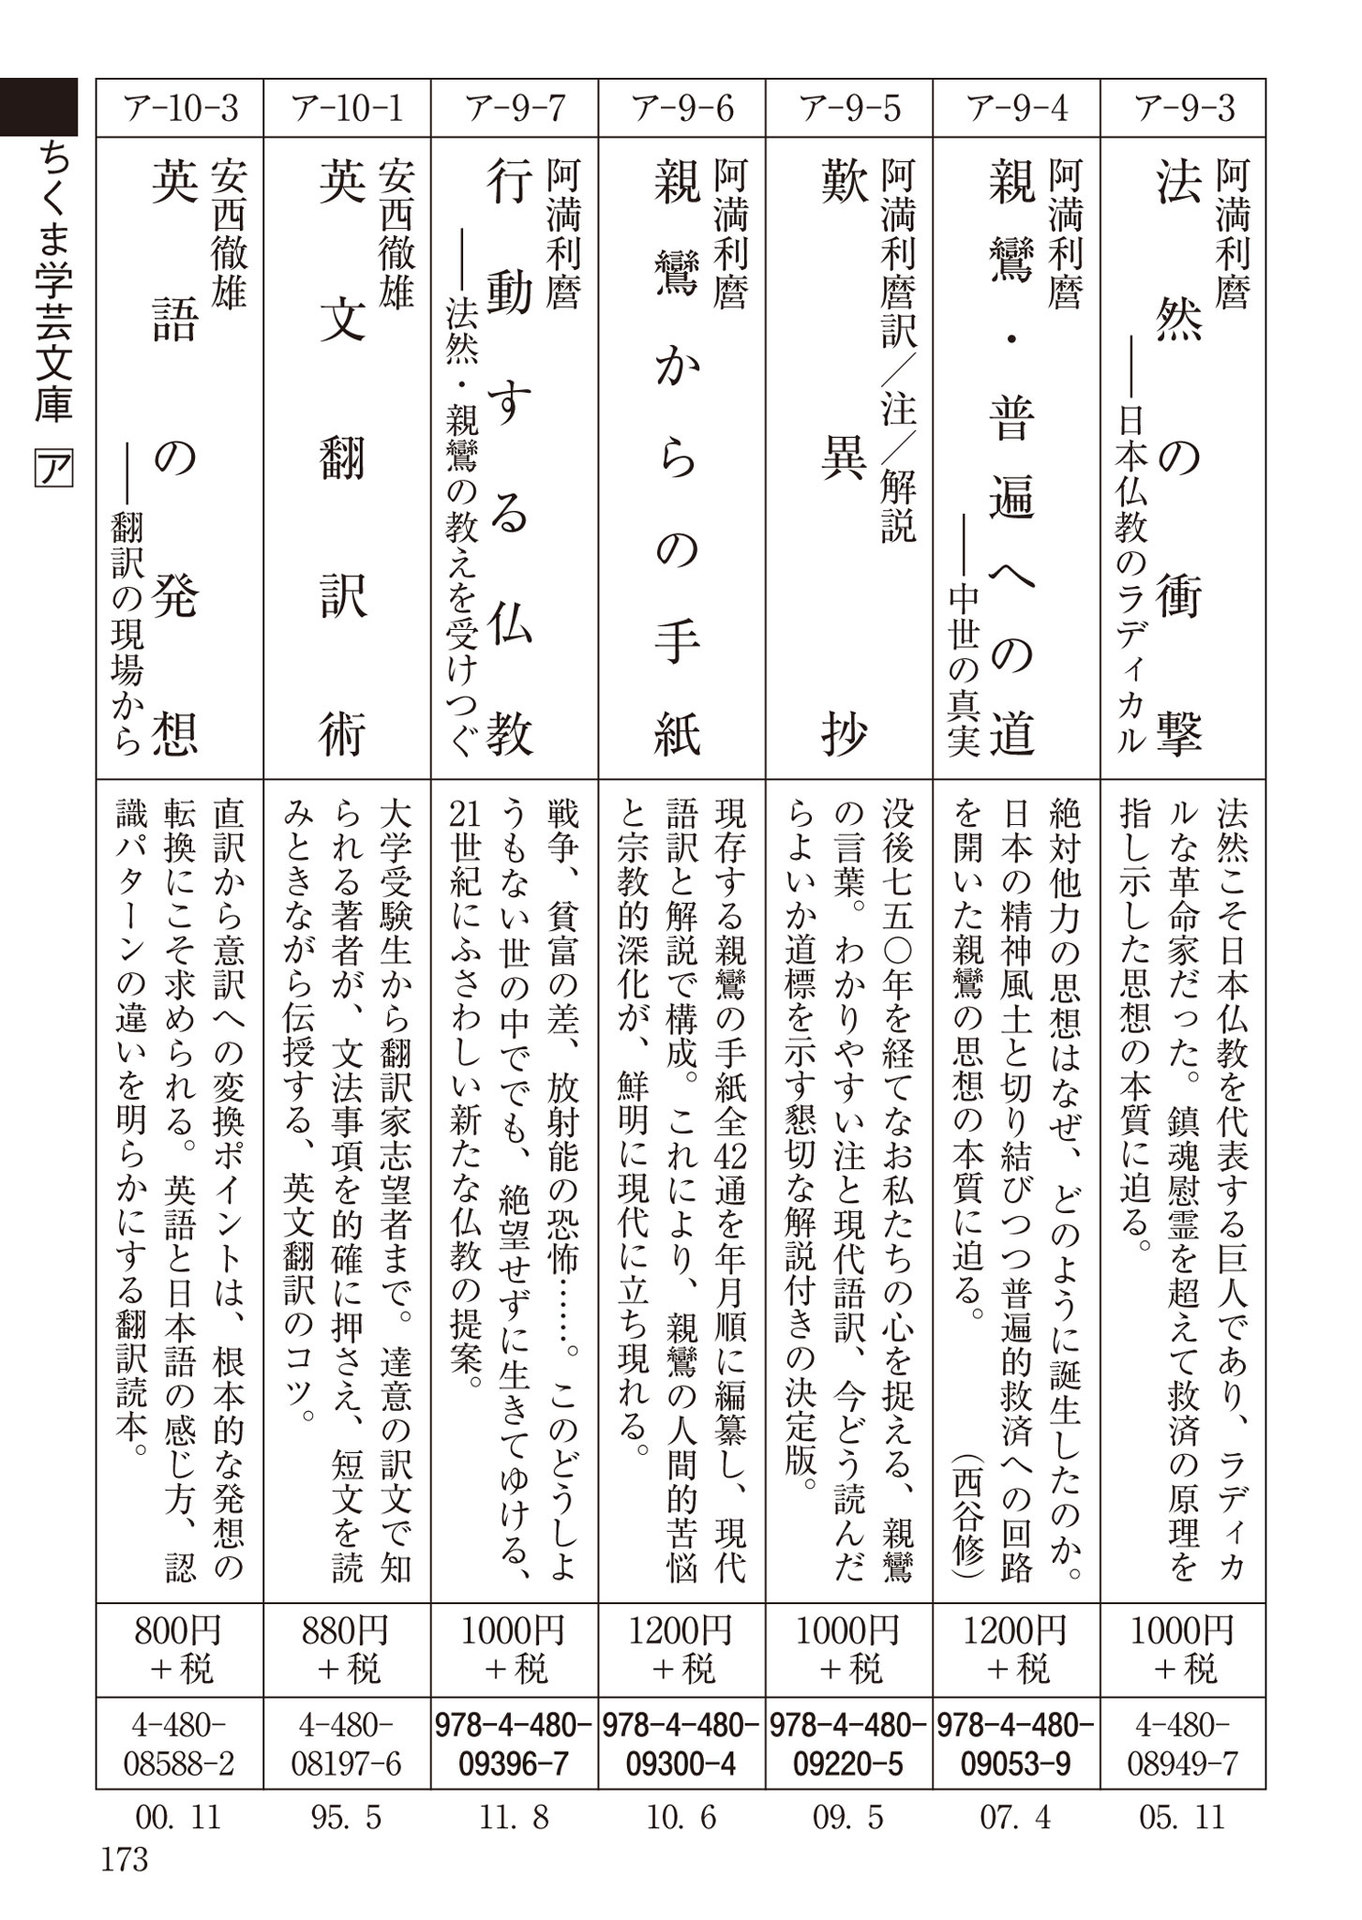 ちくま学芸文庫 ア
ア-9-3
阿満利麿
法然の衝撃
――日本仏教のラディカル
法然こそ日本仏教を代表する巨人であり、ラディカ
ルな革命家だった。鎮魂慰霊を超えて救済の原理を
指し示した思想の本質に迫る。
1000円
+税
4-480-
08949-7
05. 11
ア-9-4
阿満利麿
親鸞・普遍への道
――中世の真実
絶対他力の思想はなぜ、どのように誕生したのか。
日本の精神風土と切り結びつつ普遍的救済への回路
を開いた親鸞の思想の本質に迫る。 (西谷修)
1200円
+税
978-4-480-
09053-9
07. 4
ア-9-5
阿満利麿訳/注/解説
歎異抄
没後七五〇年を経てなお私たちの心を捉える、親鸞
の言葉。わかりやすい注と現代語訳、今どう読んだ
らよいか道標を示す懇切な解説付きの決定版。
1000円
+税
978-4-480-
09220-5
09. 5
ア-9-6
阿満利麿
親鸞からの手紙
現存する親鸞の手紙全42通を年月順に編纂し、現代
語訳と解説で構成。これにより、親鸞の人間的苦悩
と宗教的深化が、鮮明に現代に立ち現れる。
1200円
+税
978-4-480-
09300-4
10. 6
ア-9-7
阿満利麿
行動する仏教
――法然・親鸞の教えを受けつぐ
戦争、貧富の差、放射能の恐怖……。このどうしよ
うもない世の中ででも、絶望せずに生きてゆける、
21世紀にふさわしい新たな仏教の提案。
1000円
+税
978-4-480-
09396-7
11. 8
ア-10-1
安西徹雄
英文翻訳術
大学受験生から翻訳家志望者まで。達意の訳文で知
られる著者が、文法事項を的確に押さえ、短文を読
みときながら伝授する、英文翻訳のコツ。
880円
+税
4-480-
08197-6
95. 5
ア-10-3
安西徹雄
英語の発想
――翻訳の現場から
直訳から意訳への変換ポイントは、根本的な発想の
転換にこそ求められる。英語と日本語の感じ方、認
識パターンの違いを明らかにする翻訳読本。
800円
+税
4-480-
08588-2
00. 11
173